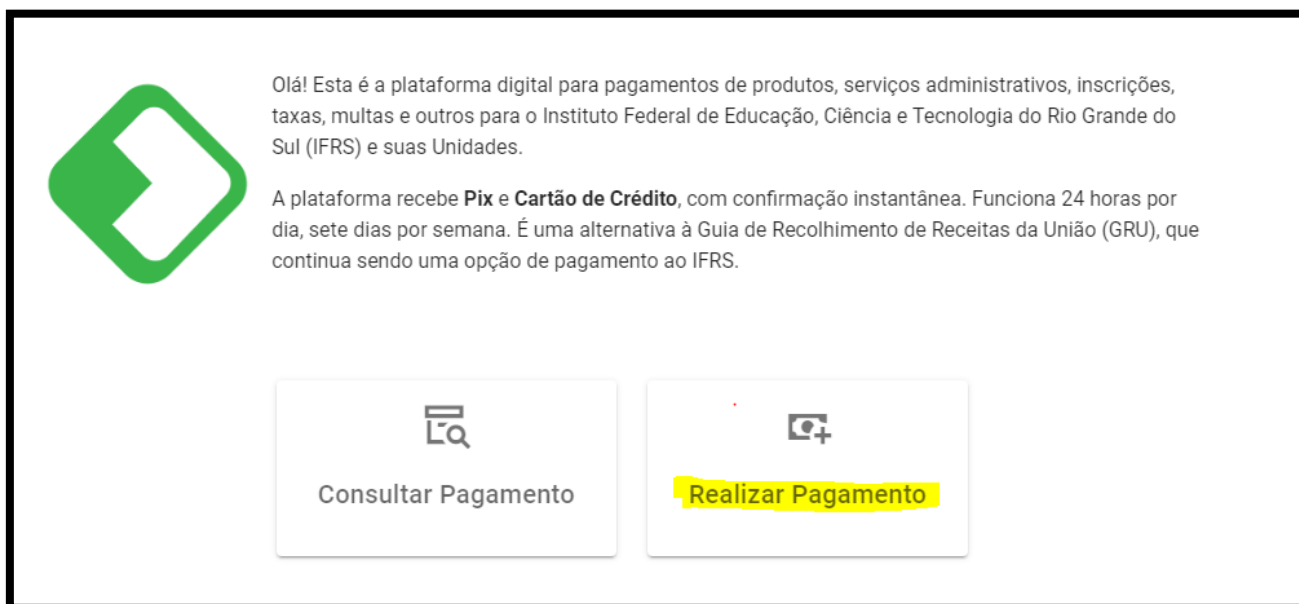 Olá! Esta é a plataforma digital para pagamentos de produtos, serviços administrativos, inscrições,
taxas, multas e outros para o Instituto Federal de Educação, Ciência e Tecnologia do Rio Grande do
Sul (IFRS) e suas Unidades.
A plataforma recebe Pix e Cartão de Crédito, com confirmação instantânea. Funciona 24 horas por
dia, sete dias por semana. É uma alternativa à Guia de Recolhimento de Receitas da União (GRU), que
continua sendo uma opção de pagamento ao IFRS.
Consultar Pagamento
Realizar Pagamento